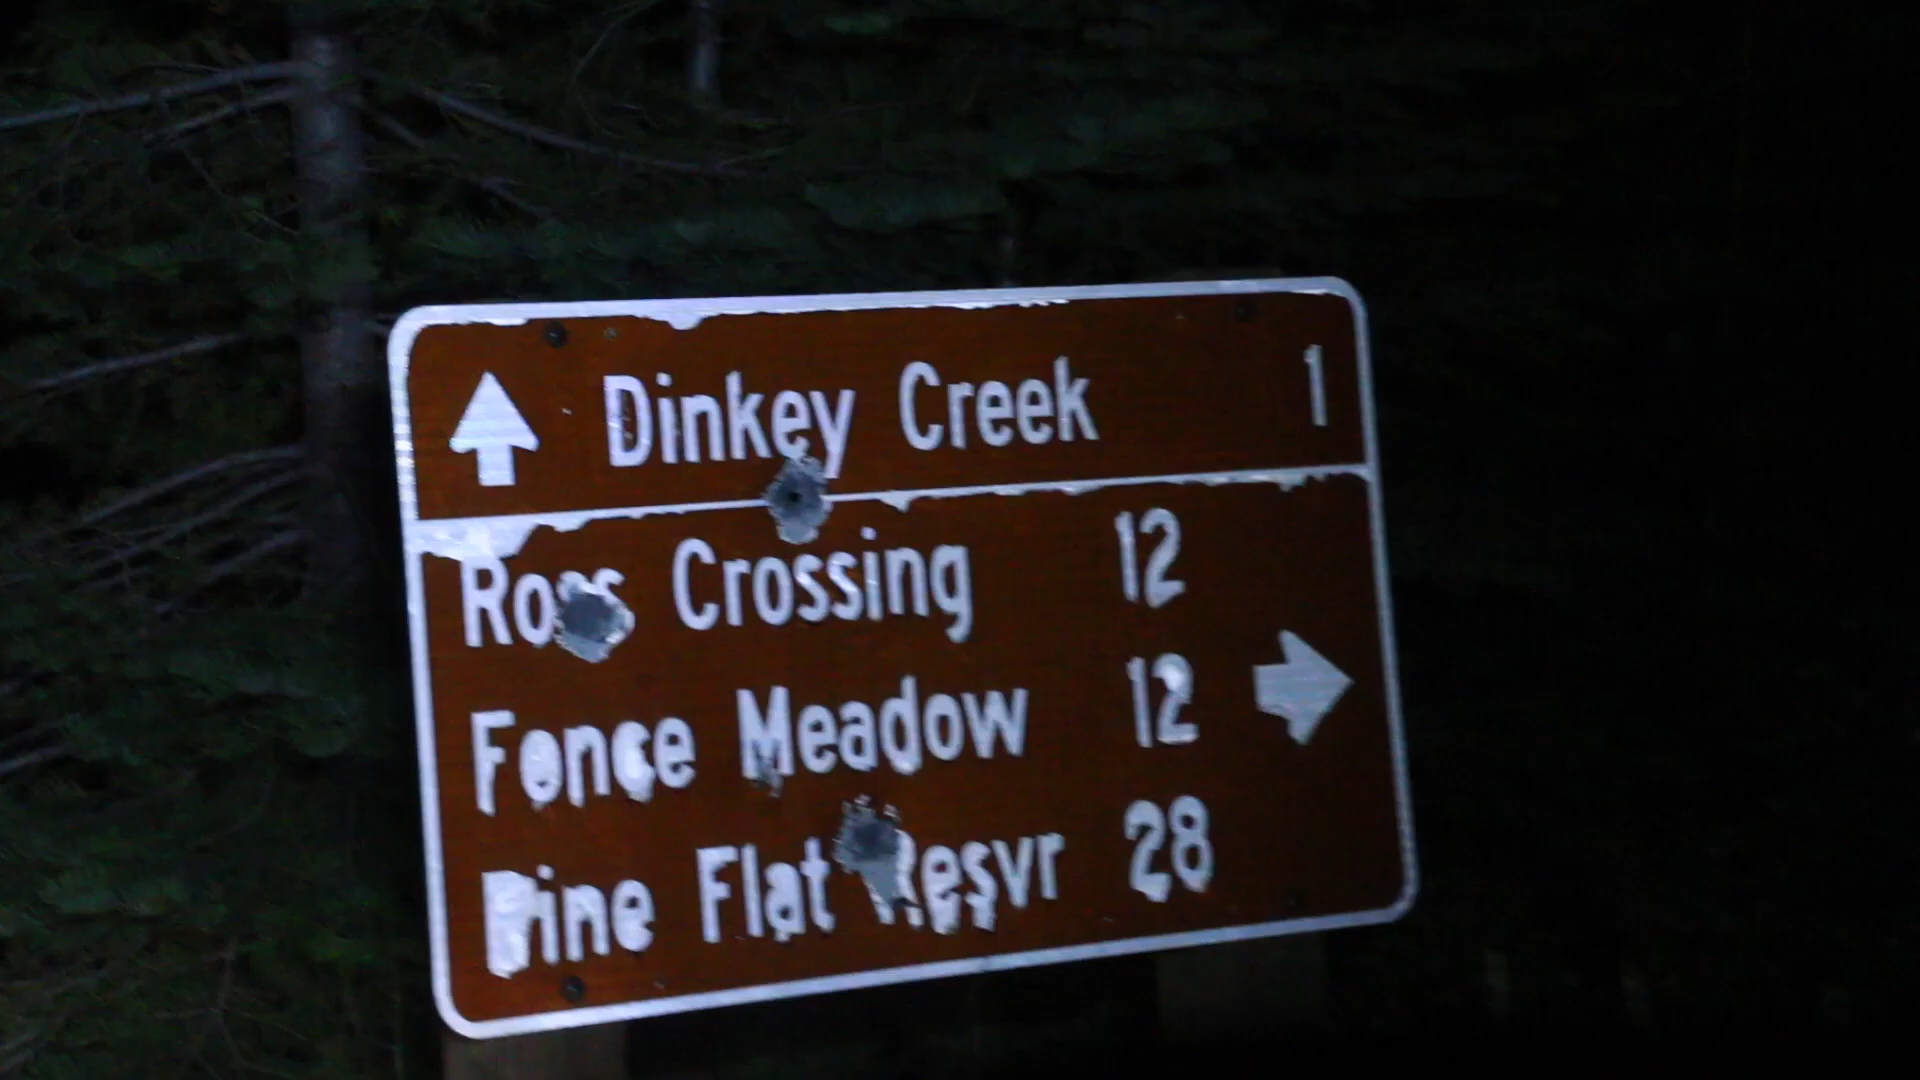 Dinkey Creek 1
Ross Crossing 12
Fence Meadow 12
Pine Flat Resvr 28